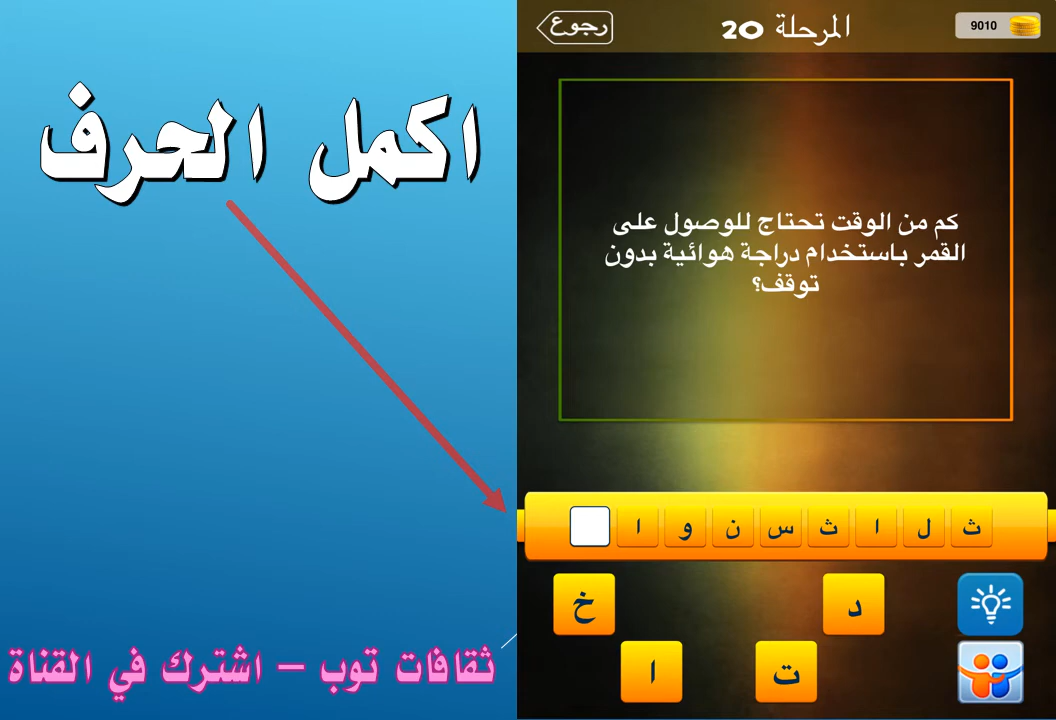 اكمل الحرف
ثقافات توب – اشترك في القناة
رجوع
المرحلة 20
9010
كم من الوقت تحتاج للوصول على
القمر باستخدام دراجة هوائية بدون
توقف؟
ث ل ا ث س ن و ا
د خ
ت ا